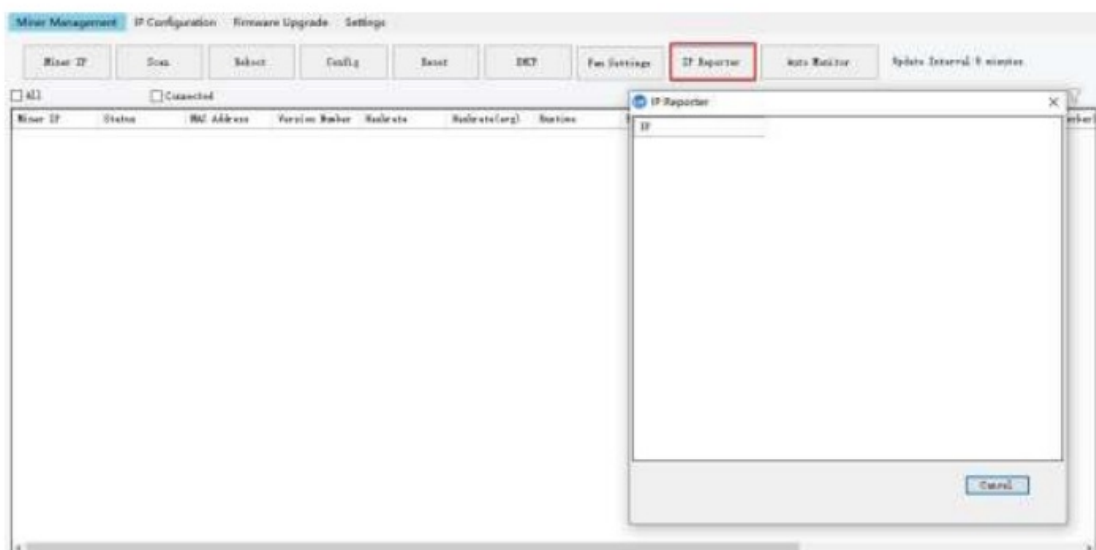 Miner Management IP Configuration Firmware Upgrade Settings
Miner IP Scan Reboot Config Reset DHCP Fan Settings IP Reporter Auto Monitor Update Interval minutes
All Connected
IP Reporter
Miner IP Status MAC Address Version Number Hashrate Hashrate(avg) Runtime
IP
Cancel